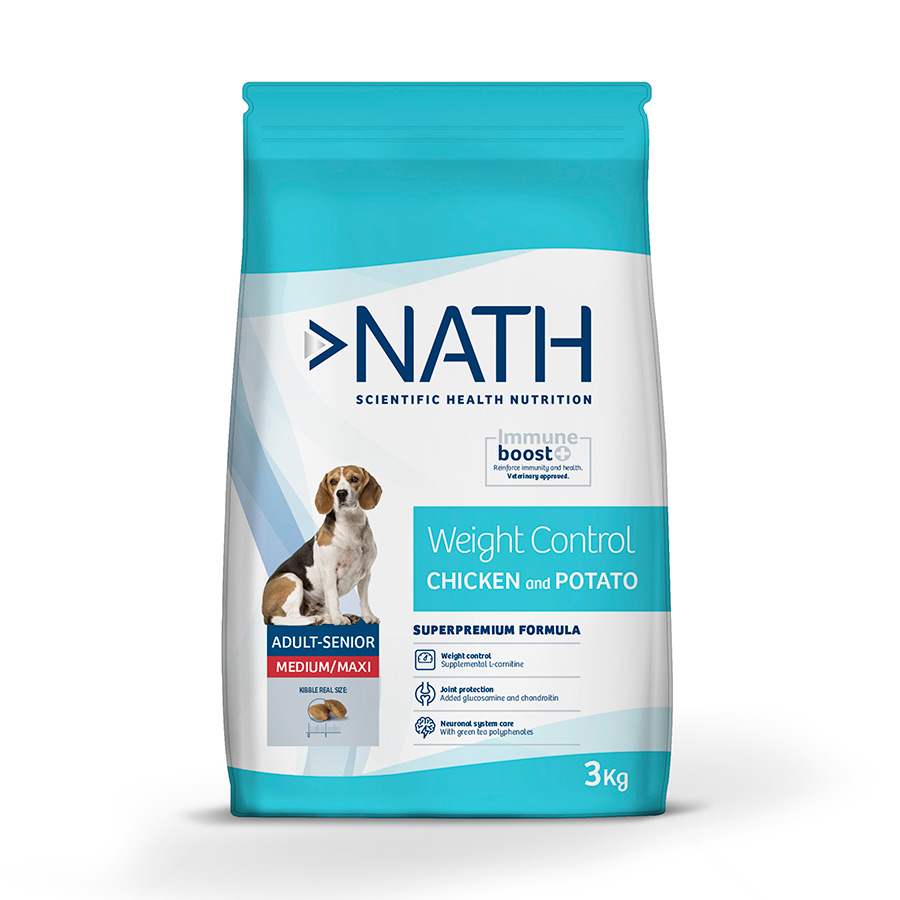 NATH
SCIENTIFIC HEALTH NUTRITION
Immune
boost+
Reinforce immunity and health.
Veterinary approved.
Weight Control
CHICKEN and POTATO
SUPERPREMIUM FORMULA
Weight control
Supplemental L-carnitine
Joint protection
Added glucosamine and chondroitin
Neuronal system care
With green tea polyphenoles
ADULT-SENIOR
MEDIUM/MAXI
KIBBLE REAL SIZE:
3Kg